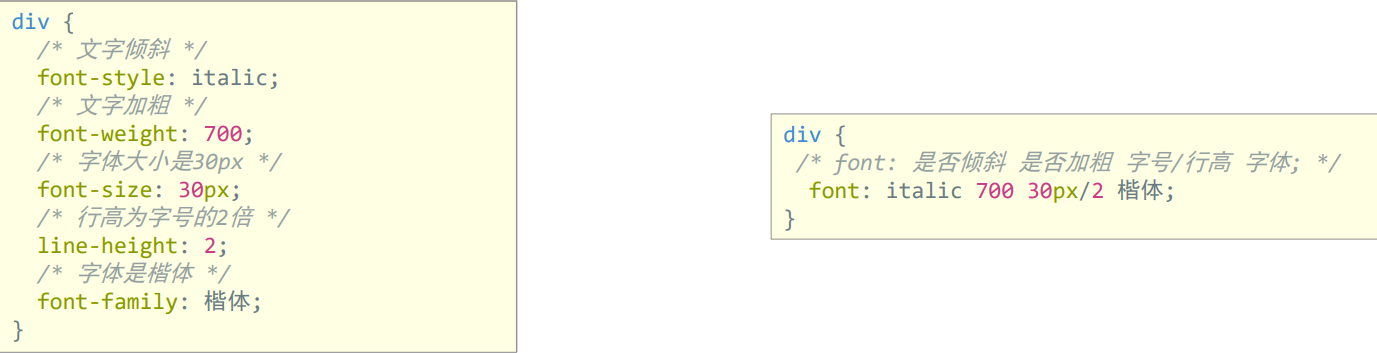 div {
/* 文字倾斜 */
font-style: italic;
/* 文字加粗 */
font-weight: 700;
/* 字体大小是30px */
font-size: 30px;
/* 行高为字号的2倍 */
line-height: 2;
/* 字体是楷体 */
font-family: 楷体;
}
div {
/* font: 是否倾斜 是否加粗 字号/行高 字体; */
font: italic 700 30px/2 楷体;
}